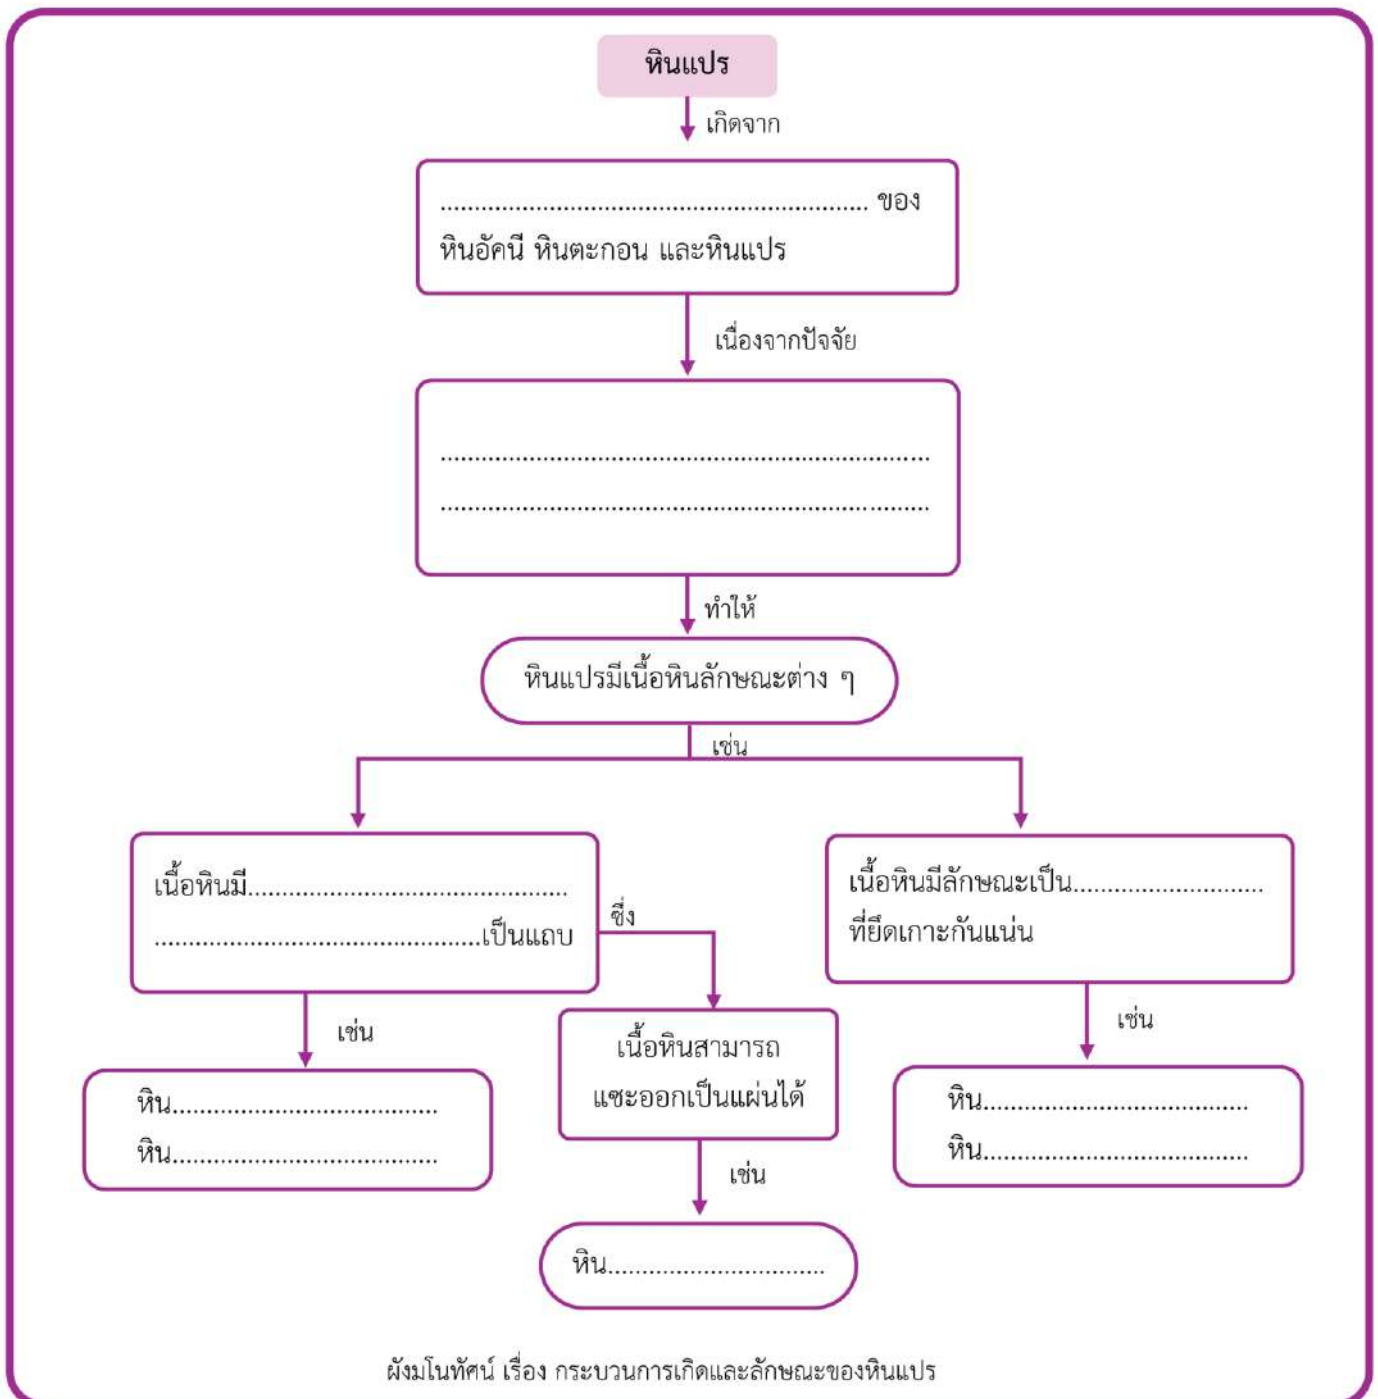 หินแปร
เกิดจาก
.............................................................. ของ
หินอัคนี หินตะกอน และหินแปร
เนื่องจากปัจจัย
.......................................................................
.......................................................................
ทำให้
หินแปรมีเนื้อหินลักษณะต่าง ๆ
เช่น
เนื้อหินมี...............................................
................................................เป็นแถบ
ซึ่ง
เนื้อหินมีลักษณะเป็น............................
ที่ยึดเกาะกันแน่น
เช่น
เนื้อหินสามารถ
แซะออกเป็นแผ่นได้
เช่น
หิน.......................................
หิน.......................................
หิน.......................................
หิน.......................................
เช่น
หิน................................
ผังมโนทัศน์ เรื่อง กระบวนการเกิดและลักษณะของหินแปร